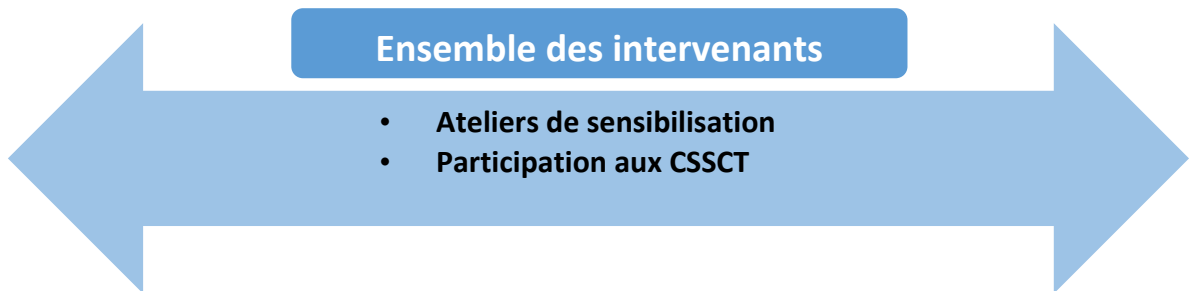 Ensemble des intervenants
• Ateliers de sensibilisation
• Participation aux CSSCT